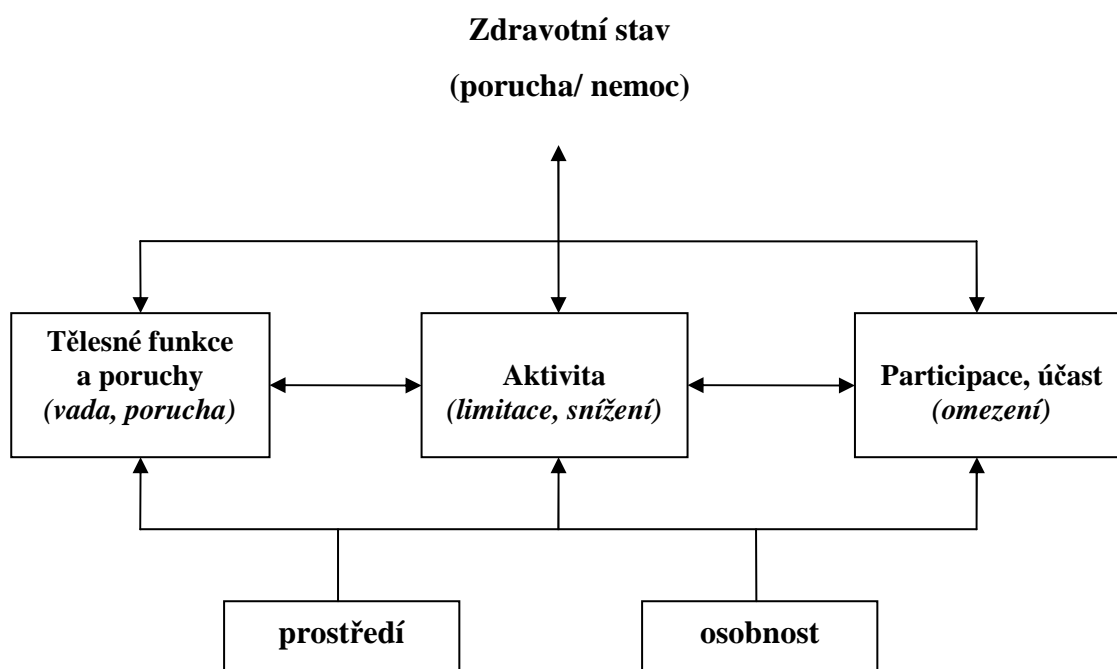 Zdravotní stav
(porucha/ nemoc)
Tělesné funkce
a poruchy
(vada, porucha)
Aktivita
(limitace, snížení)
Participace, účast
(omezení)
prostředí
osobnost